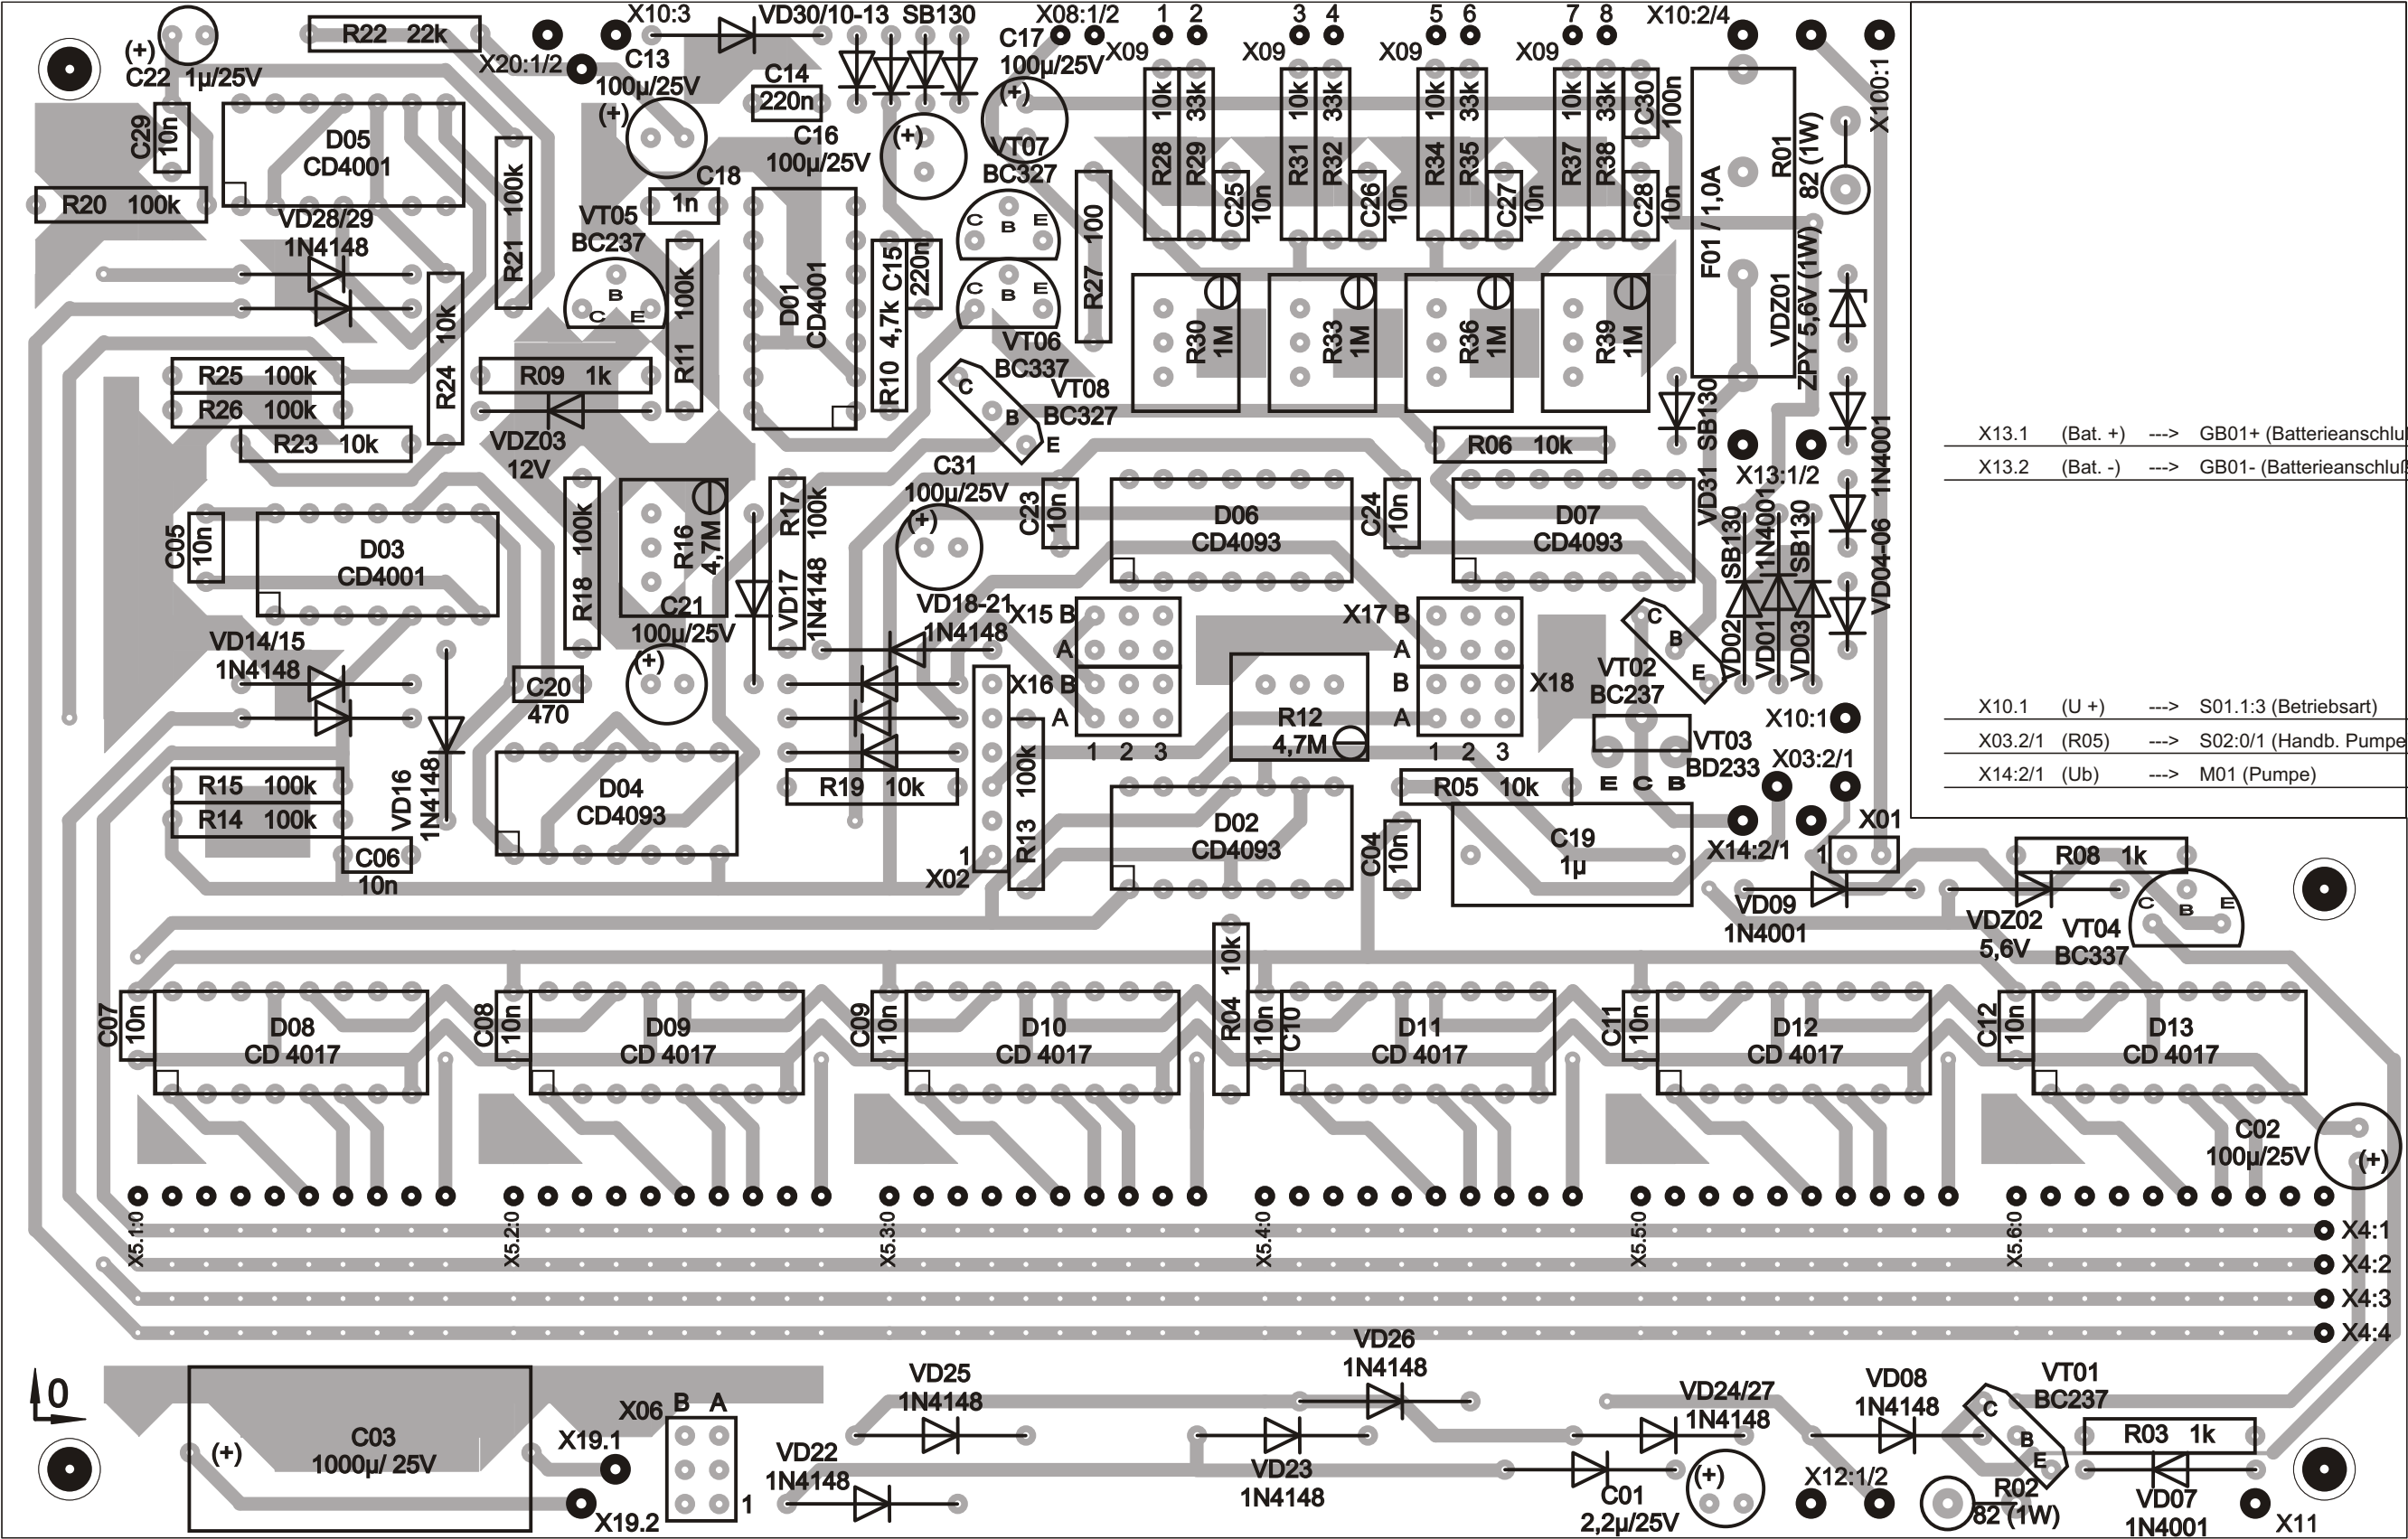 X10:3 VD30/10-13 SB130 X08:1/2 1 2 3 4 5 6 7 8 X10:2/4
(+) R22 22k
C22 1µ/25V X20:1/2 C13 C17 X09 X09 X09 X09
100µ/25V C14 100µ/25V X100:1
220n
(+) (+) (+)
C29 10n
D05
CD4001
C16
100µ/25V
VT07
BC327
R28 10k
R29 33k
C25 10n
R31 10k
R32 33k
C26 10n
R34 10k
R35 33k
C27 10n
R37 10k
R38 33k
C30 100n
C28 10n
F01 / 1,0A
R01
82 (1W)
R20 100k
R21 100k
C18
1n
VT05
BC237
C B E
C B E
C B E
R27 100
VD28/29
1N4148
R11 100k
D01
CD4001
R10 4,7k
C15 220n
VT06
BC337
R30 1M
R33 1M
R36 1M
R39 1M
VDZ01
ZPY 5,6V (1W)
R24 10k
R25 100k
R26 100k
R23 10k
R09 1k
VDZ03
12V
C B E
VT08
BC327
R06 10k
VD31 SB130
X13:1/2
VD04-06 1N4001
X13.1 (Bat. +) ---> GB01+ (Batterieanschlu
X13.2 (Bat. -) ---> GB01- (Batterieanschluß
C05 10n
D03
CD4001
R18 100k
R16 4,7M
R17 100k
C31
100µ/25V
(+)
C23 10n
D06
CD4093
C24 10n
D07
CD4093
VD02 SB130
VD01 1N4001
VD03 SB130
VD17 1N4148
C21
100µ/25V
(+)
VD18-21
1N4148
X15 B
A
X16 B
A
1 2 3
X17 B
A
B X18
A
1 2 3
C B E
VT02
BC237
VD14/15
1N4148
C20
470
R12
4,7M
X10:1
VT03
BD233
E C B
X03:2/1
X10.1 (U +) ---> S01.1:3 (Betriebsart)
X03.2/1 (R05) ---> S02:0/1 (Handb. Pumpe
X14:2/1 (Ub) ---> M01 (Pumpe)
R15 100k
R14 100k
VD16
1N4148
D04
CD4093
R19 10k
R13 100k
D02
CD4093
R05 10k
C04 10n
C19
1µ
X14:2/1
X01
1
R08 1k
C06
10n
1
X02
VD09
1N4001
VDZ02
5,6V
VT04
BC337
C B E
R04 10k
C07 10n
D08
CD 4017
C08 10n
D09
CD 4017
C09 10n
D10
CD 4017
10n C10
D11
CD 4017
C11 10n
D12
CD 4017
C12 10n
D13
CD 4017
C02
100µ/25V
(+)
X5.1:0 X5.2:0 X5.3:0 X5.4:0 X5.5:0 X5.6:0
X4:1
X4:2
X4:3
X4:4
0
(+)
C03
1000µ/ 25V
X19.1
X19.2
X06 B A
1
VD25
1N4148
VD22
1N4148
VD26
1N4148
VD23
1N4148
VD24/27
1N4148
C01
2,2µ/25V
(+)
VD08
1N4148
X12:1/2
VT01
BC237
C B E
R02
82 (1W)
R03 1k
VD07
1N4001
X11